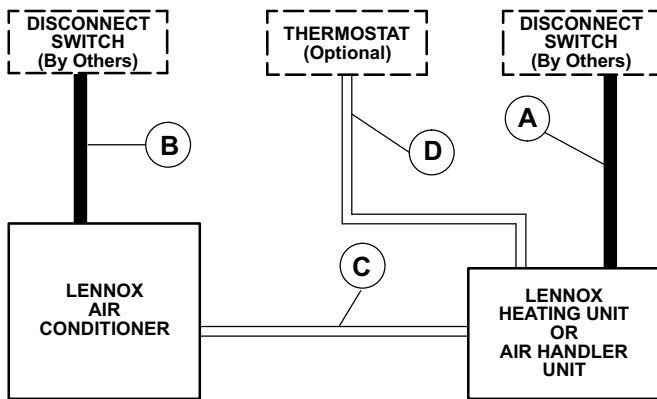 DISCONNECT
SWITCH
(By Others)
THERMOSTAT
(Optional)
DISCONNECT
SWITCH
(By Others)
B
D
A
C
LENNOX
AIR
CONDITIONER
LENNOX
HEATING UNIT
OR
AIR HANDLER
UNIT